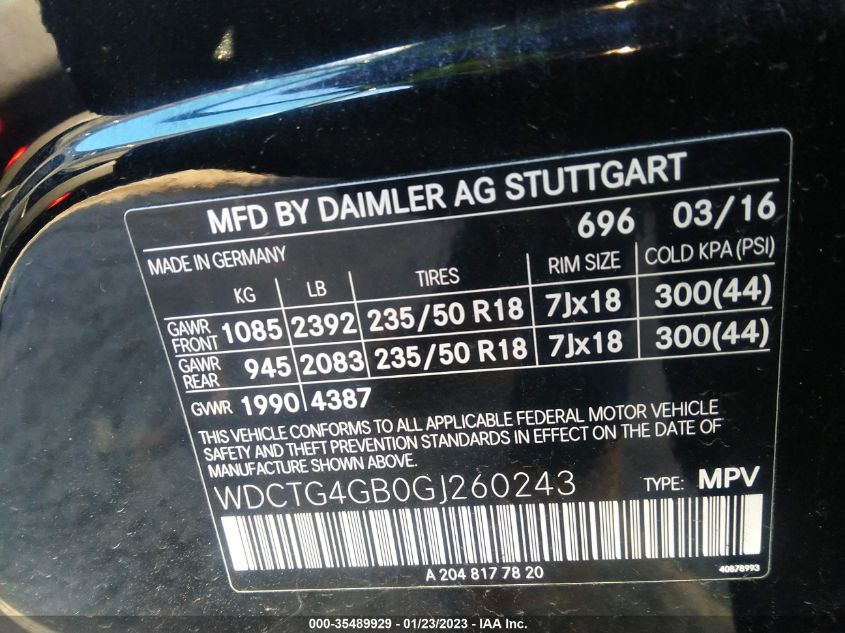 MFD BY DAIMLER AG STUTTGART
696 03/16
MADE IN GERMANY
KG LB TIRES RIM SIZE COLD KPA (PSI)
GAWR FRONT 1085 2392 235/50 R18 7Jx18 300(44)
GAWR REAR 945 2083 235/50 R18 7Jx18 300(44)
GVWR 1990 4387
THIS VEHICLE CONFORMS TO ALL APPLICABLE FEDERAL MOTOR VEHICLE
SAFETY AND THEFT PREVENTION STANDARDS IN EFFECT ON THE DATE OF
MANUFACTURE
WDCTG4GB0GJ260243 TYPE: MPV
A 204 817 78 20 40878993
000-35489929 - 01/23/2023 - IAA Inc.